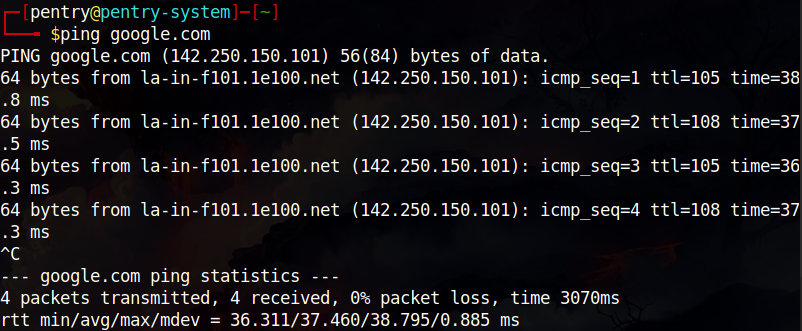 ┌─[pentry@pentry-system]─[~]
└──╼ $ping google.com
PING google.com (142.250.150.101) 56(84) bytes of data.
64 bytes from la-in-f101.1e100.net (142.250.150.101): icmp_seq=1 ttl=105 time=38
.8 ms
64 bytes from la-in-f101.1e100.net (142.250.150.101): icmp_seq=2 ttl=108 time=37
.5 ms
64 bytes from la-in-f101.1e100.net (142.250.150.101): icmp_seq=3 ttl=105 time=36
.3 ms
64 bytes from la-in-f101.1e100.net (142.250.150.101): icmp_seq=4 ttl=108 time=37
.3 ms
^C
--- google.com ping statistics ---
4 packets transmitted, 4 received, 0% packet loss, time 3070ms
rtt min/avg/max/mdev = 36.311/37.460/38.795/0.885 ms